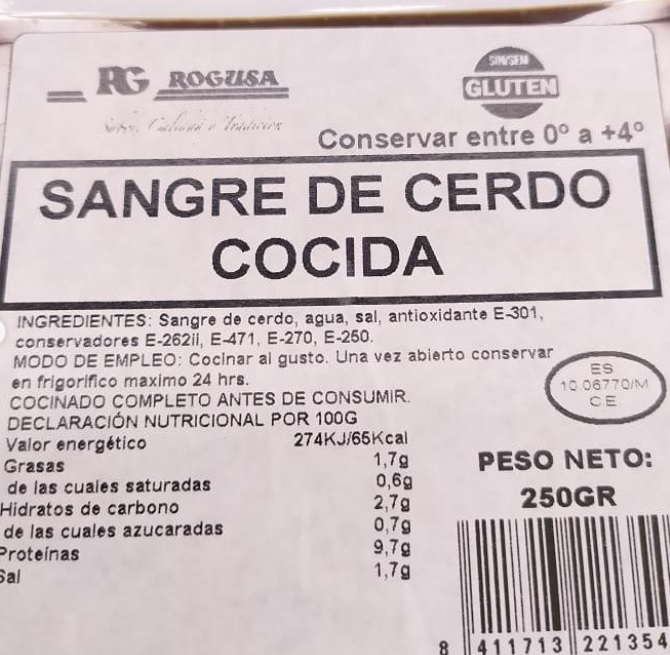 RG ROGUSA
SIN/SEM
GLUTEN
Conservar entre 0º a +4º
SANGRE DE CERDO
COCIDA
INGREDIENTES: Sangre de cerdo, agua, sal, antioxidante E-301,
conservadores E-262ii, E-471, E-270, E-250.
MODO DE EMPLEO: Cocinar al gusto. Una vez abierto conservar
en frigorifico maximo 24 hrs.
COCINADO COMPLETO ANTES DE CONSUMIR.
DECLARACIÓN NUTRICIONAL POR 100G
Valor energético 274KJ/65Kcal
Grasas 1,7g
de las cuales saturadas 0,6g
Hidratos de carbono 2,7g
de las cuales azucaradas 0,7g
Proteínas 9,7g
Sal 1,7g
ES
10.06770/M
CE
PESO NETO:
250GR
8 411713 221354